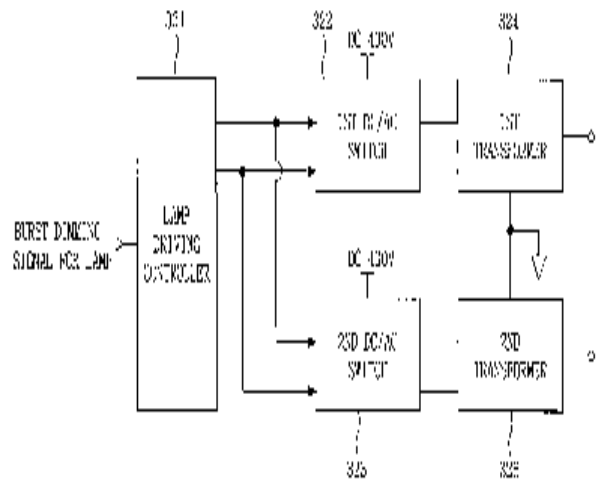 321
322
324
DC 400V
LAMP
DRIVING
CONTROLLER
1ST DC/AC
SWITCH
1ST
TRANSFORMER
BURST DIMMING
SIGNAL FOR LAMP
DC 400V
2ND DC/AC
SWITCH
2ND
TRANSFORMER